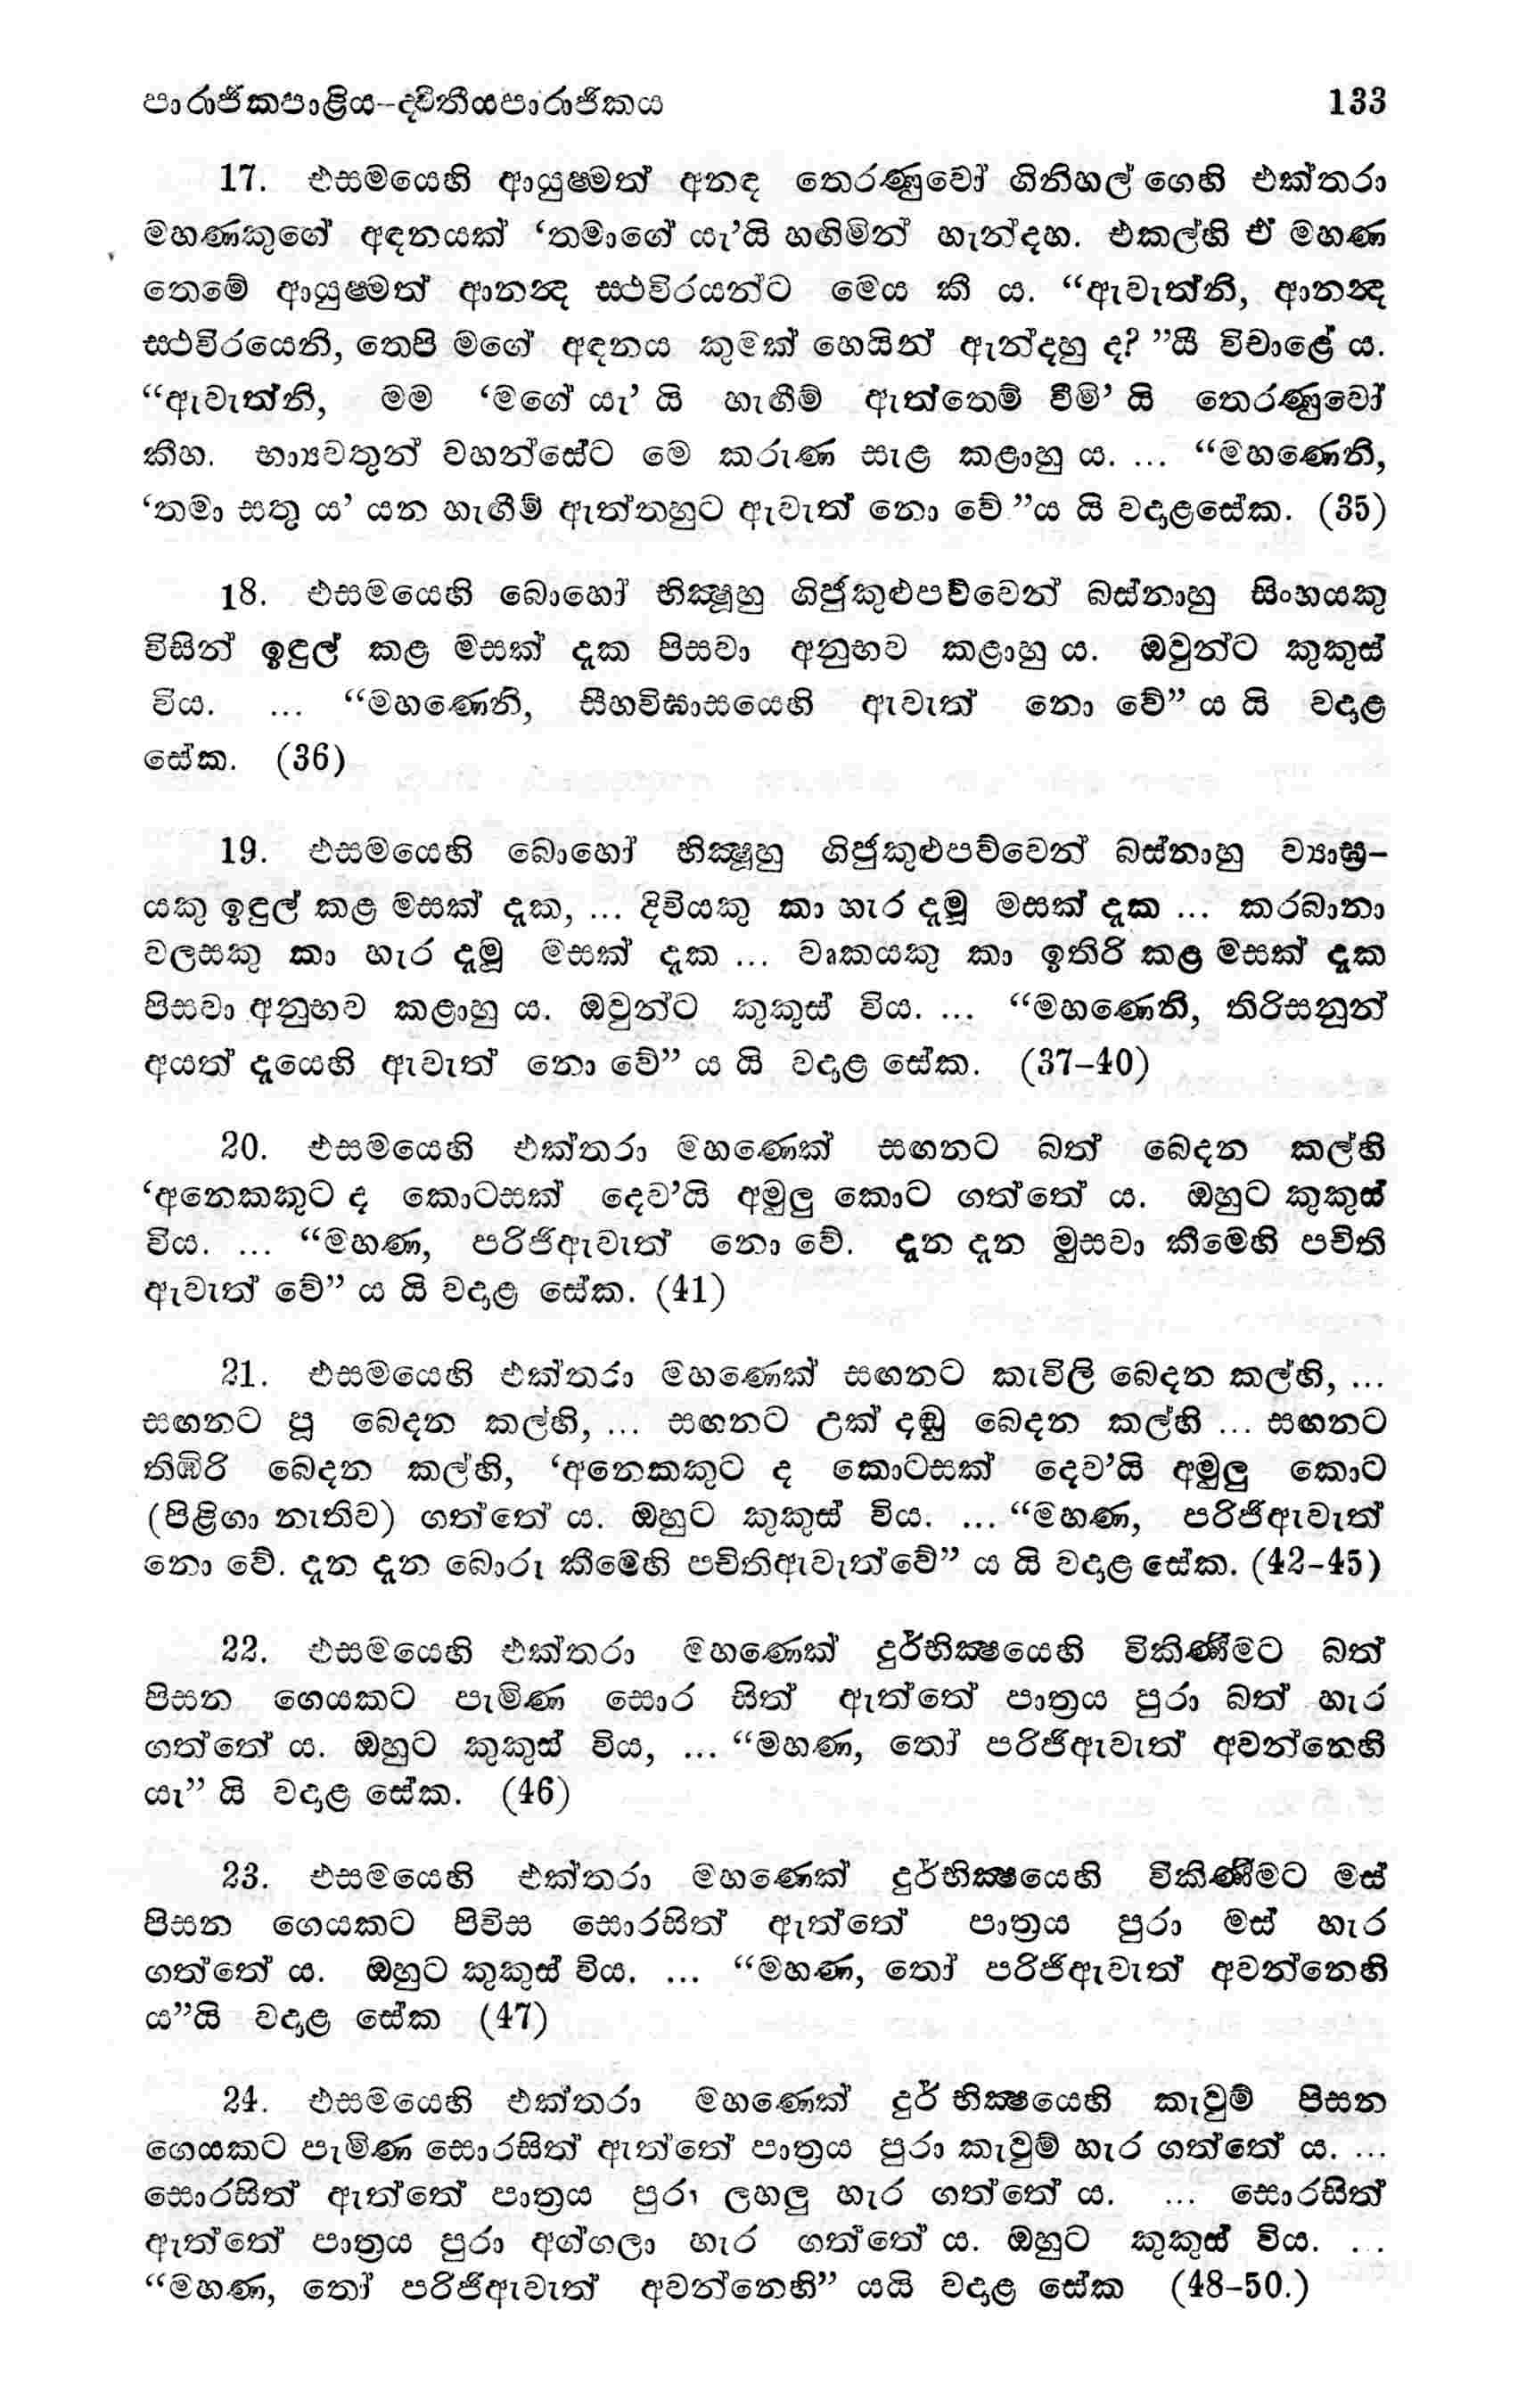 පාරාජිකපාළිය–ද්විතීයපාරාජිකය 133
17. එසමයෙහි ආයුෂ්මත් අනඳ තෙරණුවෝ ගිනිහල් ගෙහි එක්තරා
මහණකුගේ අඳනයක් ‘තමාගේ යැ’යි හඟිමින් හැන්දහ. එකල්හි ඒ මහණ
තෙමේ ආයුෂ්මත් ආනන්‍ද ස්ථවිරයන්ට මෙය කී ය. “ඇවැත්නි, ආනන්‍ද
ස්ථවිරයෙනි, තෙපි මගේ අඳනය කුමක් හෙයින් ඇන්දහු ද? ”යී විචාළේ ය.
“ඇවැත්නි, මම ‘මගේ යැ’ යි හැඟීම් ඇත්තෙම් වීමි’ යි තෙරණුවෝ
කීහ. භාග්‍යවතුන් වහන්සේට මෙ කරුණ සැළ කළාහු ය. ... “මහණෙනි,
‘තමා සතු ය’ යන හැඟීම් ඇත්තහුට ඇවැත් නො වේ”ය යි වදාළසේක. (35)
18. එසමයෙහි බොහෝ භික්‍ෂූහු ගිජුකුළුපව්වෙන් බස්නාහු සිංහයකු
විසින් ඉඳුල් කළ මසක් දැක පිසවා අනුභව කළාහු ය. ඔවුන්ට කුකුස්
විය. ... “මහණෙනි, සීහවිඝාසයෙහි ඇවැත් නො වේ” ය යි වදාළ
සේක. (36)
19. එසමයෙහි බොහෝ භික්‍ෂූහු ගිජුකුළුපව්වෙන් බස්නාහු ව්‍යාඝ්‍ර–
යකු ඉඳුල් කළ මසක් දැක, ... දිවියකු කා හැර දැමූ මසක් දැක ... කරබානා
වලසකු කා හැර දැමූ මසක් දැක ... වෘකයකු කා ඉතිරි කළ මසක් දැක
පිසවා අනුභව කළාහු ය. ඔවුන්ට කුකුස් විය. ... “මහණෙනි, තිරිසනුන්
අයත් දැයෙහි ඇවැත් නො වේ” ය යි වදාළ සේක. (37–40)
20. එසමයෙහි එක්තරා මහණෙක් සඟනට බත් බෙදන කල්හි
‘අනෙකකුට ද කොටසක් දෙව’යි අමුලු කොට ගත්තේ ය. ඔහුට කුකුස්
විය. ... “මහණ, පරිජිඇවැත් නො වේ. දැන දැන මුසවා කීමෙහි පචිති
ඇවැත් වේ” ය යි වදාළ සේක. (41)
21. එසමයෙහි එක්තරා මහණෙක් සඟනට කැවිලි බෙදන කල්හි, ...
සඟනට පූ බෙදන කල්හි, ... සඟනට උක් දඬු බෙදන කල්හි ... සඟනට
තිඹිරි බෙදන කල්හි, ‘අනෙකකුට ද කොටසක් දෙව’යි අමුලු කොට
(පිළිගා නැතිව) ගත්තේ ය. ඔහුට කුකුස් විය. ... “මහණ, පරිජිඇවැත්
නො වේ. දැන දැන බොරු කීමෙහි පචිතිඇවැත්වේ” ය යි වදාළ සේක. (42–45)
22. එසමයෙහි එක්තරා මහණෙක් දුර්භික්‍ෂයෙහි විකිණීමට බත්
පිසන ගෙයකට පැමිණ සොර සිත් ඇත්තේ පාත්‍රය පුරා බත් හැර
ගත්තේ ය. ඔහුට කුකුස් විය, ... “මහණ, තෝ පරිජිඇවැත් අවන්නෙහි
යැ” යි වදාළ සේක. (46)
23. එසමයෙහි එක්තරා මහණෙක් දුර්භික්‍ෂයෙහි විකිණීමට මස්
පිසන ගෙයකට පිවිස සොරසිත් ඇත්තේ පාත්‍රය පුරා මස් හැර
ගත්තේ ය. ඔහුට කුකුස් විය. ... “මහණ, තෝ පරිජිඇවැත් අවන්නෙහි
ය”යි වදාළ සේක (47)
24. එසමයෙහි එක්තරා මහණෙක් දුර් භික්‍ෂයෙහි කැවුම් පිසන
ගෙයකට පැමිණ සොරසිත් ඇත්තේ පාත්‍රය පුරා කැවුම් හැර ගත්තේ ය. ...
සොරසිත් ඇත්තේ පාත්‍රය පුරා ලහලු හැර ගත්තේ ය. ... සොරසිත්
ඇත්තේ පාත්‍රය පුරා අග්ගලා හැර ගත්තේ ය. ඔහුට කුකුස් විය. ...
“මහණ, තෝ පරිජිඇවැත් අවන්නෙහි” යයි වදාළ සේක (48–50.)